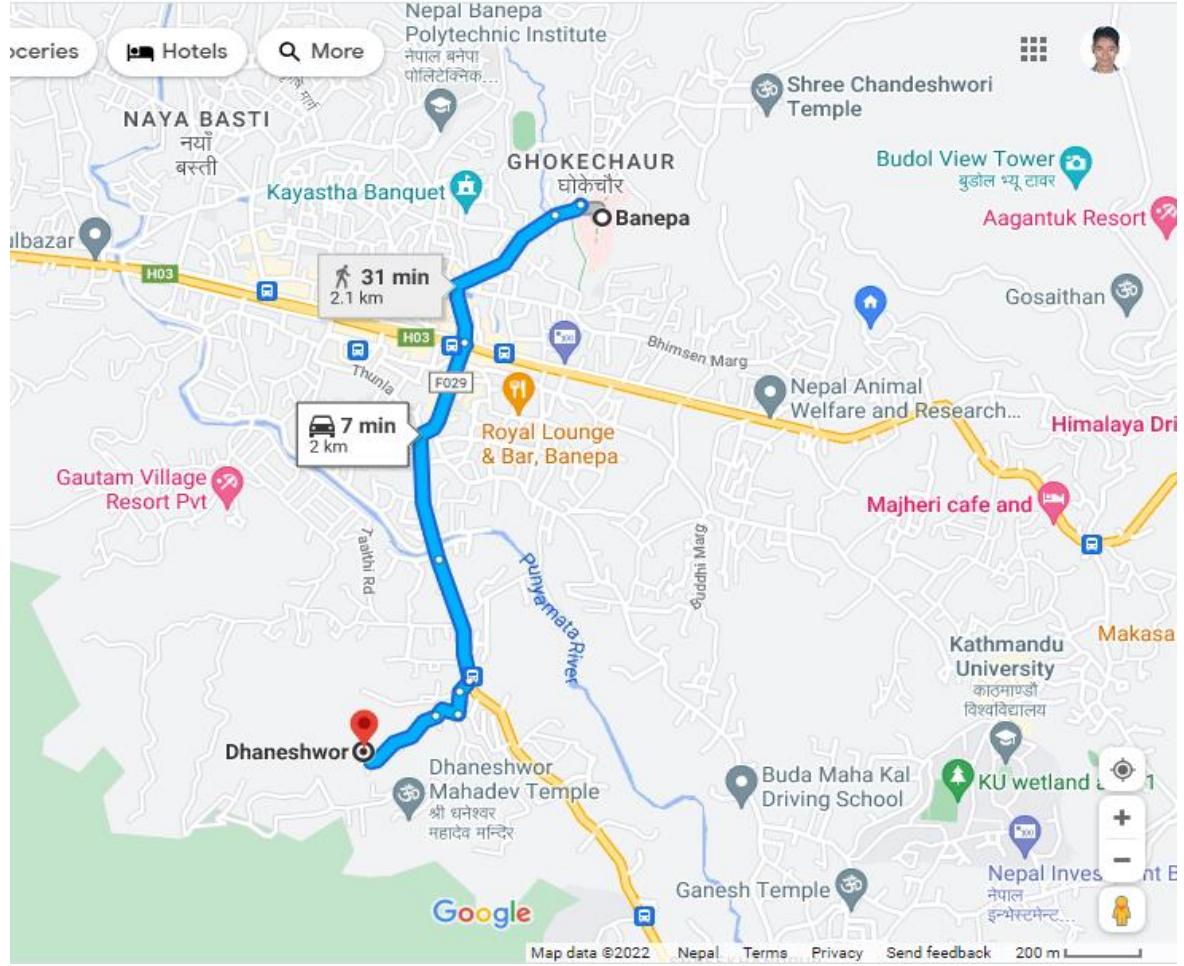 oceries
Hotels
More
Nepal Banepa
Polytechnic Institute
नेपाल बनेपा
पोलिटेक्निक...
Shree Chandeshwori
Temple
NAYA BASTI
नयाँ
बस्ती
GHOKECHAUR
घोकेचौर
Budol View Tower
बुडोल भ्यू टावर
Kayastha Banquet
Banepa
Aagantuk Resort
ulbazar
H03
31 min
2.1 km
Gosaithan
H03
Bhimsen Marg
Thunla
F029
Nepal Animal
Welfare and Research...
7 min
2 km
Royal Lounge
& Bar, Banepa
Himalaya Dri
Gautam Village
Resort Pvt
Majheri cafe and
Taalthi Rd
Buddhi Marg
Punyamata River
Makasa
Kathmandu
University
काठमाण्डौ
विश्वविद्यालय
Dhaneshwor
Dhaneshwor
Mahadev Temple
श्री धनेश्वर
महादेव मन्दिर
Buda Maha Kal
Driving School
KU wetland a 1
Nepal Inves nt B
नेपाल
इन्भेस्टमेन्ट...
Ganesh Temple
Google
Map data ©2022 Nepal Terms Privacy Send feedback 200 m